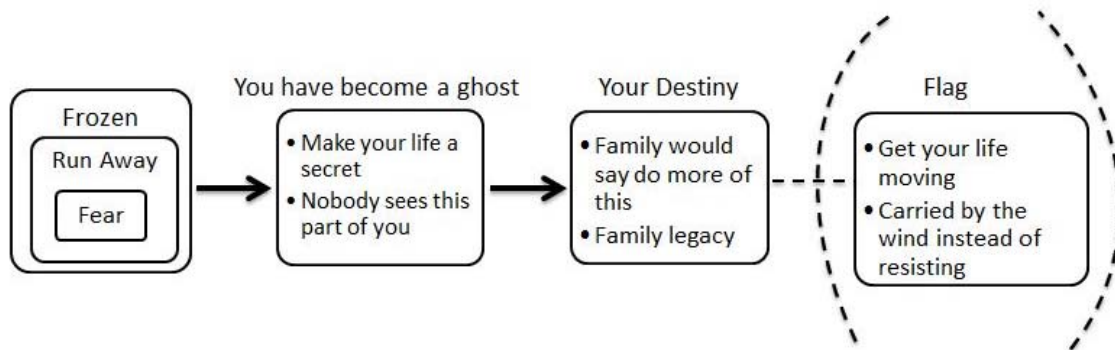 Frozen
Run Away
Fear
You have become a ghost
• Make your life a
secret
• Nobody sees this
part of you
Your Destiny
• Family would
say do more of
this
• Family legacy
Flag
• Get your life
moving
• Carried by the
wind instead of
resisting